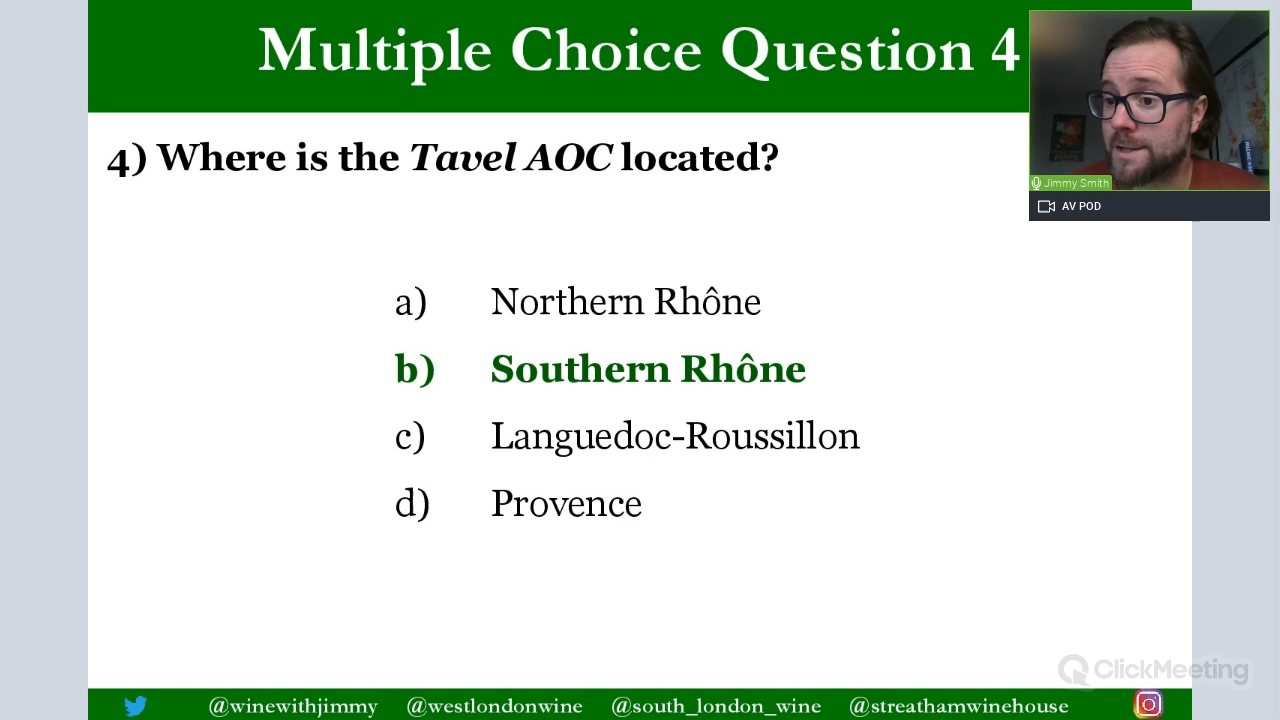 Multiple Choice Question 4
Jimmy Smith
AV POD
4) Where is the Tavel AOC located?
a) Northern Rhône
b) Southern Rhône
c) Languedoc-Roussillon
d) Provence
ClickMeeting
@winewithjimmy @westlondonwine @south_london_wine @streathamwinehouse